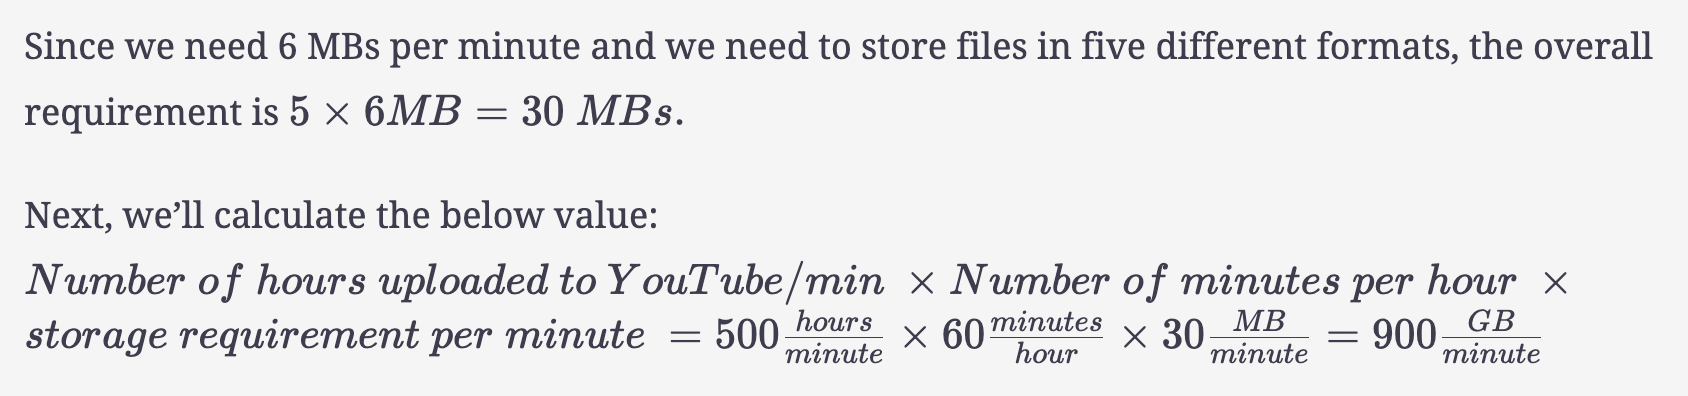 Since we need 6 MBs per minute and we need to store files in five different formats, the overall
requirement is 5 × 6MB = 30 MBs.
Next, we’ll calculate the below value:
Number of hours uploaded to YouTube/min × Number of minutes per hour ×
storage requirement per minute = 500 hours/minute × 60 minutes/hour × 30 MB/minute = 900 GB/minute